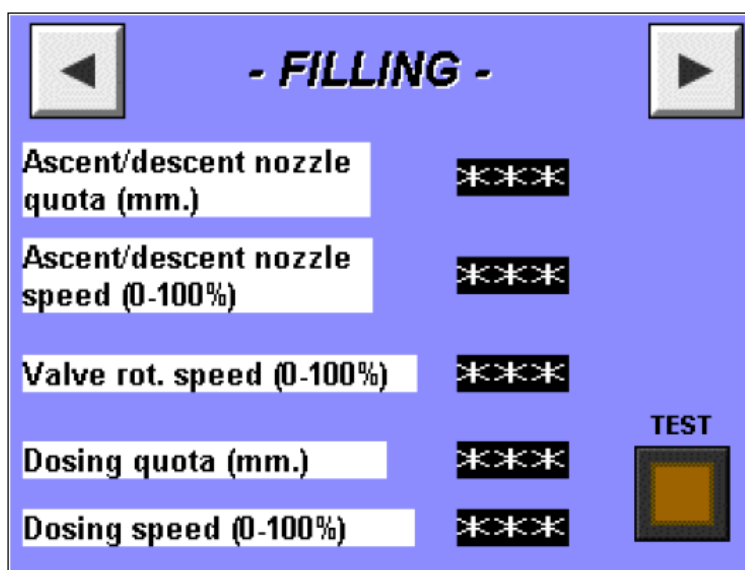 - FILLING -
Ascent/descent nozzle
quota (mm.)
***
Ascent/descent nozzle
speed (0-100%)
***
Valve rot. speed (0-100%)
***
TEST
Dosing quota (mm.)
***
Dosing speed (0-100%)
***